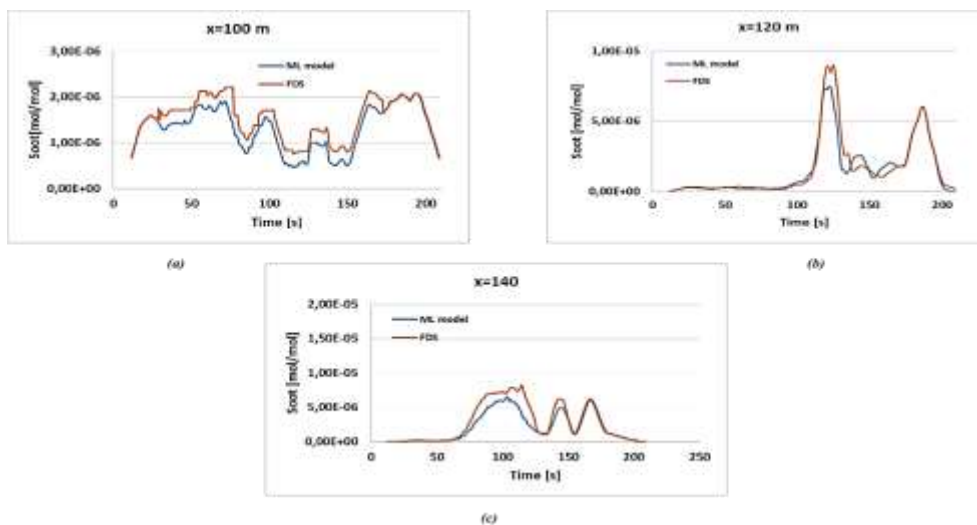 x=100 m
3,00E-06
2,00E-06
1,00E-06
0,00E+00
Soot[mol/mol]
ML model
FDS
0
50
100
150
200
Time [s]
(a)
x=120 m
1,00E-05
5,00E-06
0,00E+00
Soot [mol/mol]
ML model
FDS
0
50
100
150
200
Time [s]
(b)
x=140
2,00E-05
1,50E-05
1,00E-05
5,00E-06
0,00E+00
Soot [mol/mol]
ML model
FDS
0
50
100
150
200
250
Time [s]
(c)